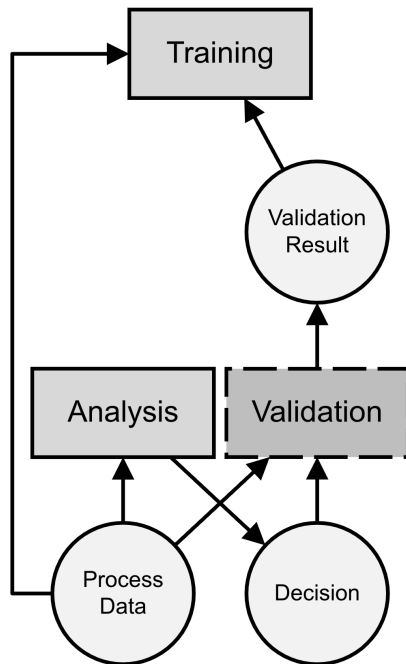 Training
Validation
Result
Analysis
Validation
Process
Data
Decision